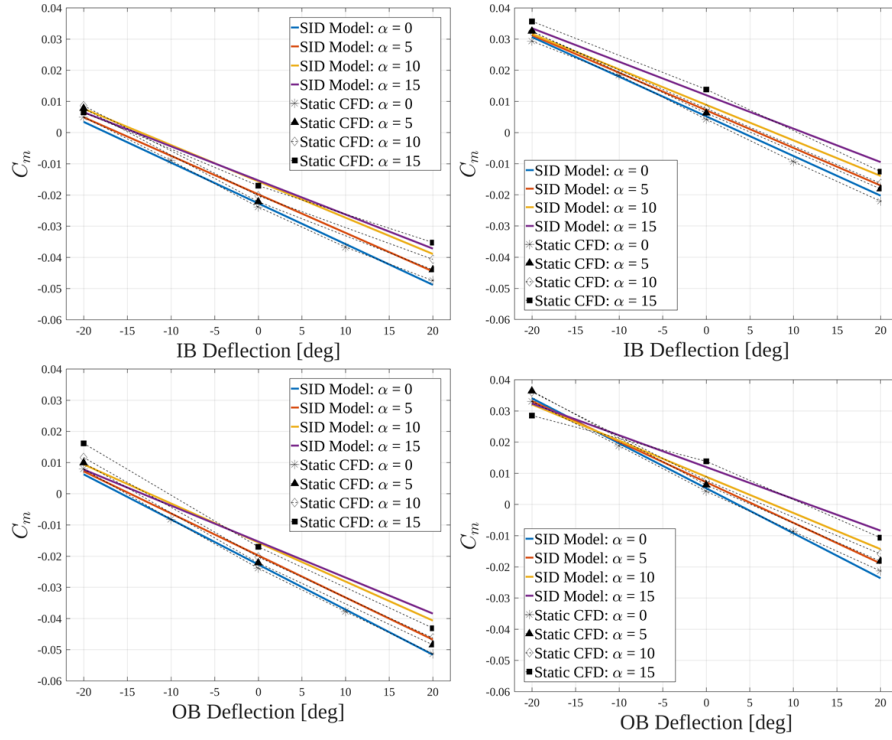 0.04
0.03
0.02
0.01
0
-0.01
-0.02
-0.03
-0.04
-0.05
-0.06
C_m
-20 -15 -10 -5 0 5 10 15 20
IB Deflection [deg]
SID Model: α = 0
SID Model: α = 5
SID Model: α = 10
SID Model: α = 15
Static CFD: α = 0
Static CFD: α = 5
Static CFD: α = 10
Static CFD: α = 15
0.04
0.03
0.02
0.01
0
-0.01
-0.02
-0.03
-0.04
-0.05
-0.06
C_m
-20 -15 -10 -5 0 5 10 15 20
IB Deflection [deg]
SID Model: α = 0
SID Model: α = 5
SID Model: α = 10
SID Model: α = 15
Static CFD: α = 0
Static CFD: α = 5
Static CFD: α = 10
Static CFD: α = 15
0.04
0.03
0.02
0.01
0
-0.01
-0.02
-0.03
-0.04
-0.05
-0.06
C_m
-20 -15 -10 -5 0 5 10 15 20
OB Deflection [deg]
SID Model: α = 0
SID Model: α = 5
SID Model: α = 10
SID Model: α = 15
Static CFD: α = 0
Static CFD: α = 5
Static CFD: α = 10
Static CFD: α = 15
0.04
0.03
0.02
0.01
0
-0.01
-0.02
-0.03
-0.04
-0.05
-0.06
C_m
-20 -15 -10 -5 0 5 10 15 20
OB Deflection [deg]
SID Model: α = 0
SID Model: α = 5
SID Model: α = 10
SID Model: α = 15
Static CFD: α = 0
Static CFD: α = 5
Static CFD: α = 10
Static CFD: α = 15